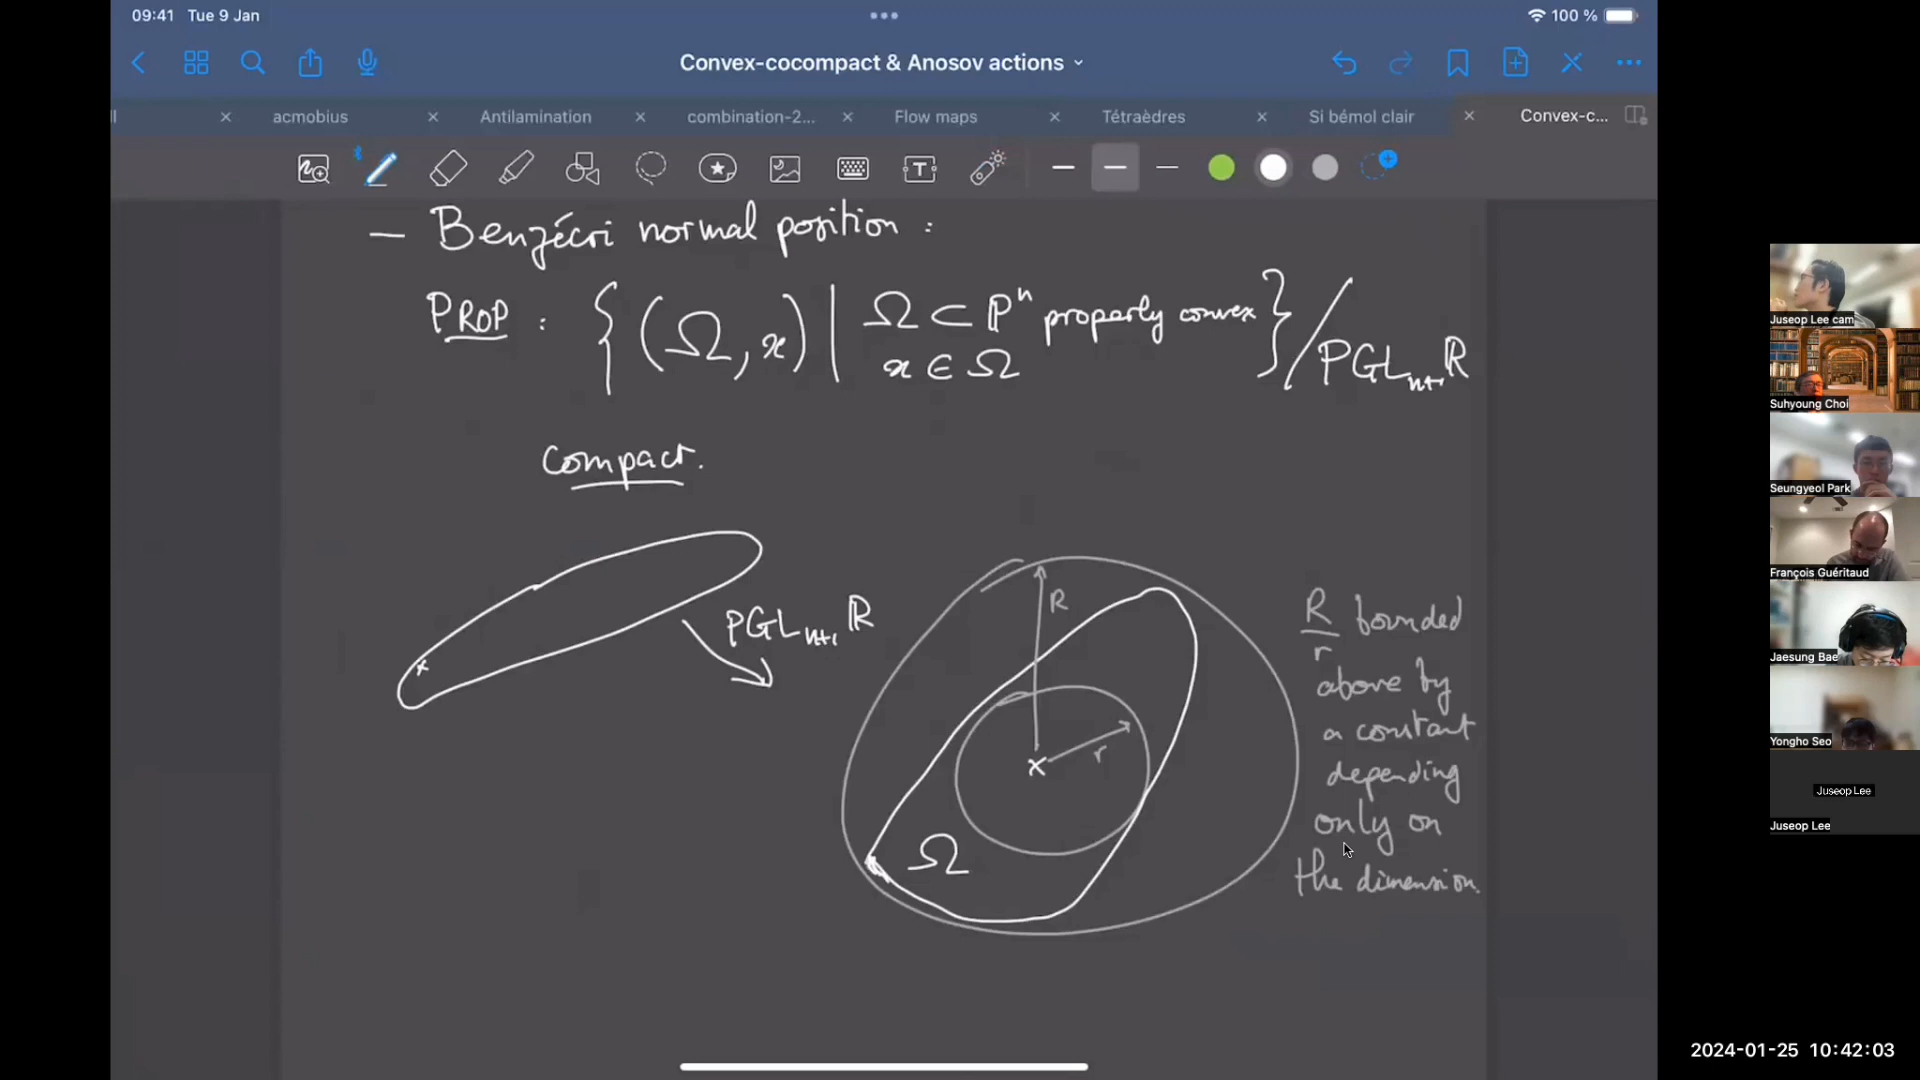 09:41 Tue 9 Jan
100 %
Convex-cocompact & Anosov actions
acmobius
Antilamination
combination-2...
Flow maps
Tétraèdres
Si bémol clair
Convex-c...
— Benzécri normal position :
PROP : { (Ω, x) | Ω ⊂ ℙⁿ properly convex
x ∈ Ω } / PGLₙ₊₁ ℝ
compact.
PGLₙ₊₁ ℝ
R
r
x
Ω
R/r bounded
above by
a constant
depending
only on
the dimension.
Juseop Lee cam
Suhyoung Choi
Seungyeol Park
François Guéritaud
Jaesung Bae
Yongho Seo
Juseop Lee
Juseop Lee
2024-01-25 10:42:03